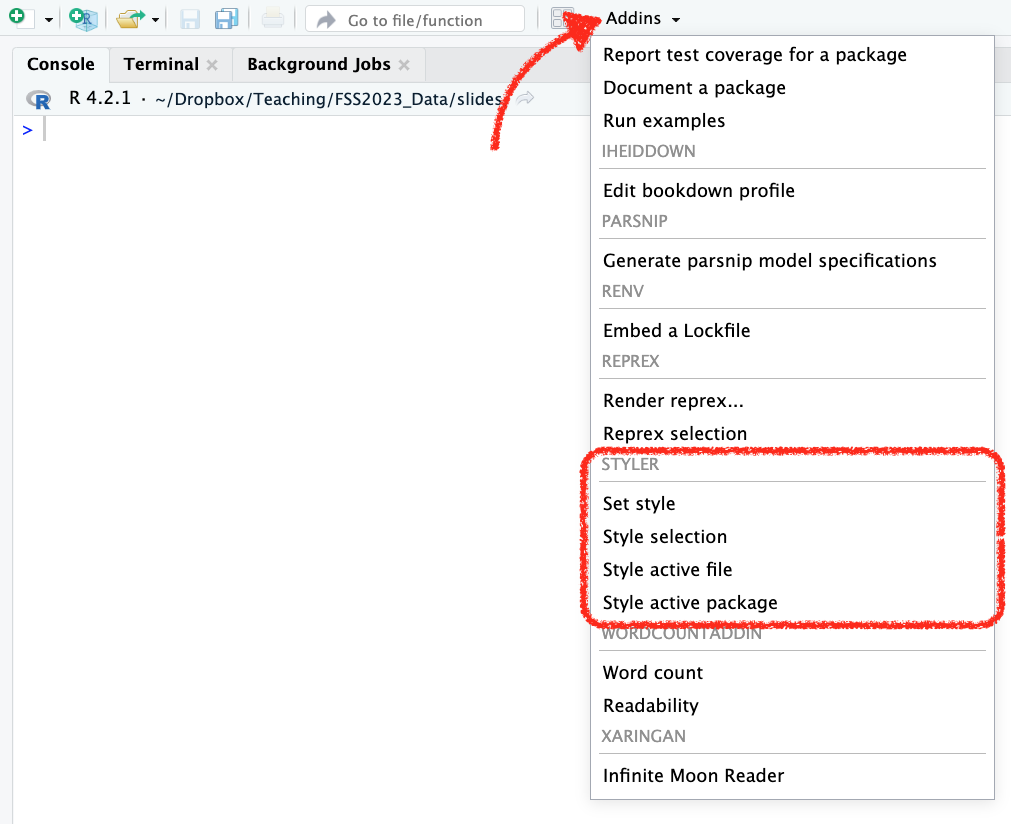 Go to file/function
Addins
Console
Terminal
Background Jobs
R 4.2.1 · ~/Dropbox/Teaching/FSS2023_Data/slides
>
Report test coverage for a package
Document a package
Run examples
IHEIDDOWN
Edit bookdown profile
PARSNIP
Generate parsnip model specifications
RENV
Embed a Lockfile
REPREX
Render reprex...
Reprex selection
STYLER
Set style
Style selection
Style active file
Style active package
WORDCOUNTADDIN
Word count
Readability
XARINGAN
Infinite Moon Reader